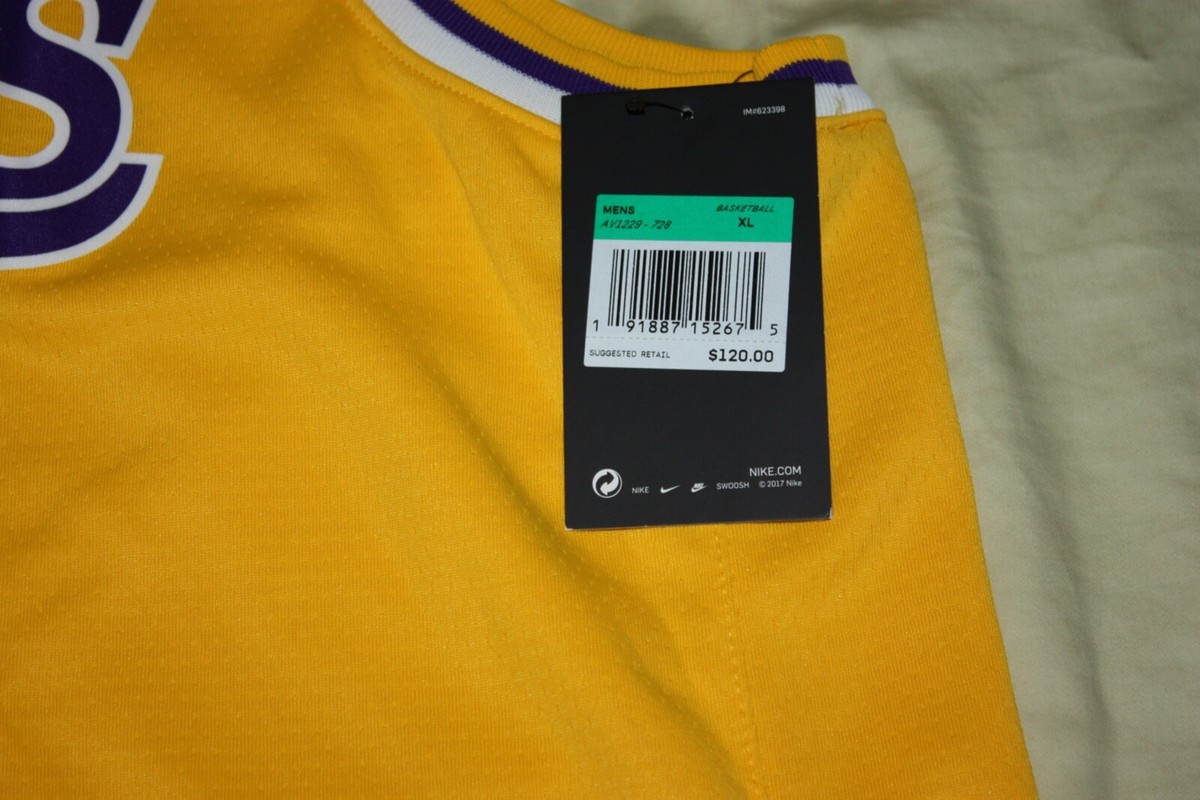 S
IM#623398
MENS BASKETBALL
AV1229 - 728 XL
1 91887 15267 5
SUGGESTED RETAIL $120.00
NIKE.COM
NIKE SWOOSH © 2017 Nike